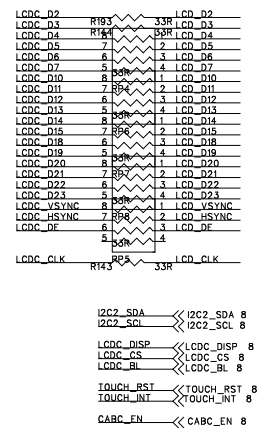 LCDC_D2 LCD_D2
LCDC_D3 R193 33R LCD_D3
LCDC_D4 R144 8 33R 1 LCD_D4
LCDC_D5 7 2 LCD_D5
LCDC_D6 6 3 LCD_D6
LCDC_D7 5 4 LCD_D7
LCDC_D10 8 33R 1 LCD_D10
LCDC_D11 7 RP4 2 LCD_D11
LCDC_D12 6 3 LCD_D12
LCDC_D13 5 4 LCD_D13
LCDC_D14 8 33R 1 LCD_D14
LCDC_D15 7 RP6 2 LCD_D15
LCDC_D18 6 3 LCD_D18
LCDC_D19 5 4 LCD_D19
LCDC_D20 8 33R 1 LCD_D20
LCDC_D21 7 RP7 2 LCD_D21
LCDC_D22 6 3 LCD_D22
LCDC_D23 5 4 LCD_D23
LCDC_VSYNC 8 33R 1 LCD_VSYNC
LCDC_HSYNC 7 RP8 2 LCD_HSYNC
LCDC_DE 6 3 LCD_DE
5 4
33R
LCDC_CLK RP5 LCD_CLK
R143 33R
I2C2_SDA I2C2_SDA 8
I2C2_SCL I2C2_SCL 8
LCDC_DISP LCDC_DISP 8
LCDC_CS LCDC_CS 8
LCDC_BL LCDC_BL 8
TOUCH_RST TOUCH_RST 8
TOUCH_INT TOUCH_INT 8
CABC_EN CABC_EN 8